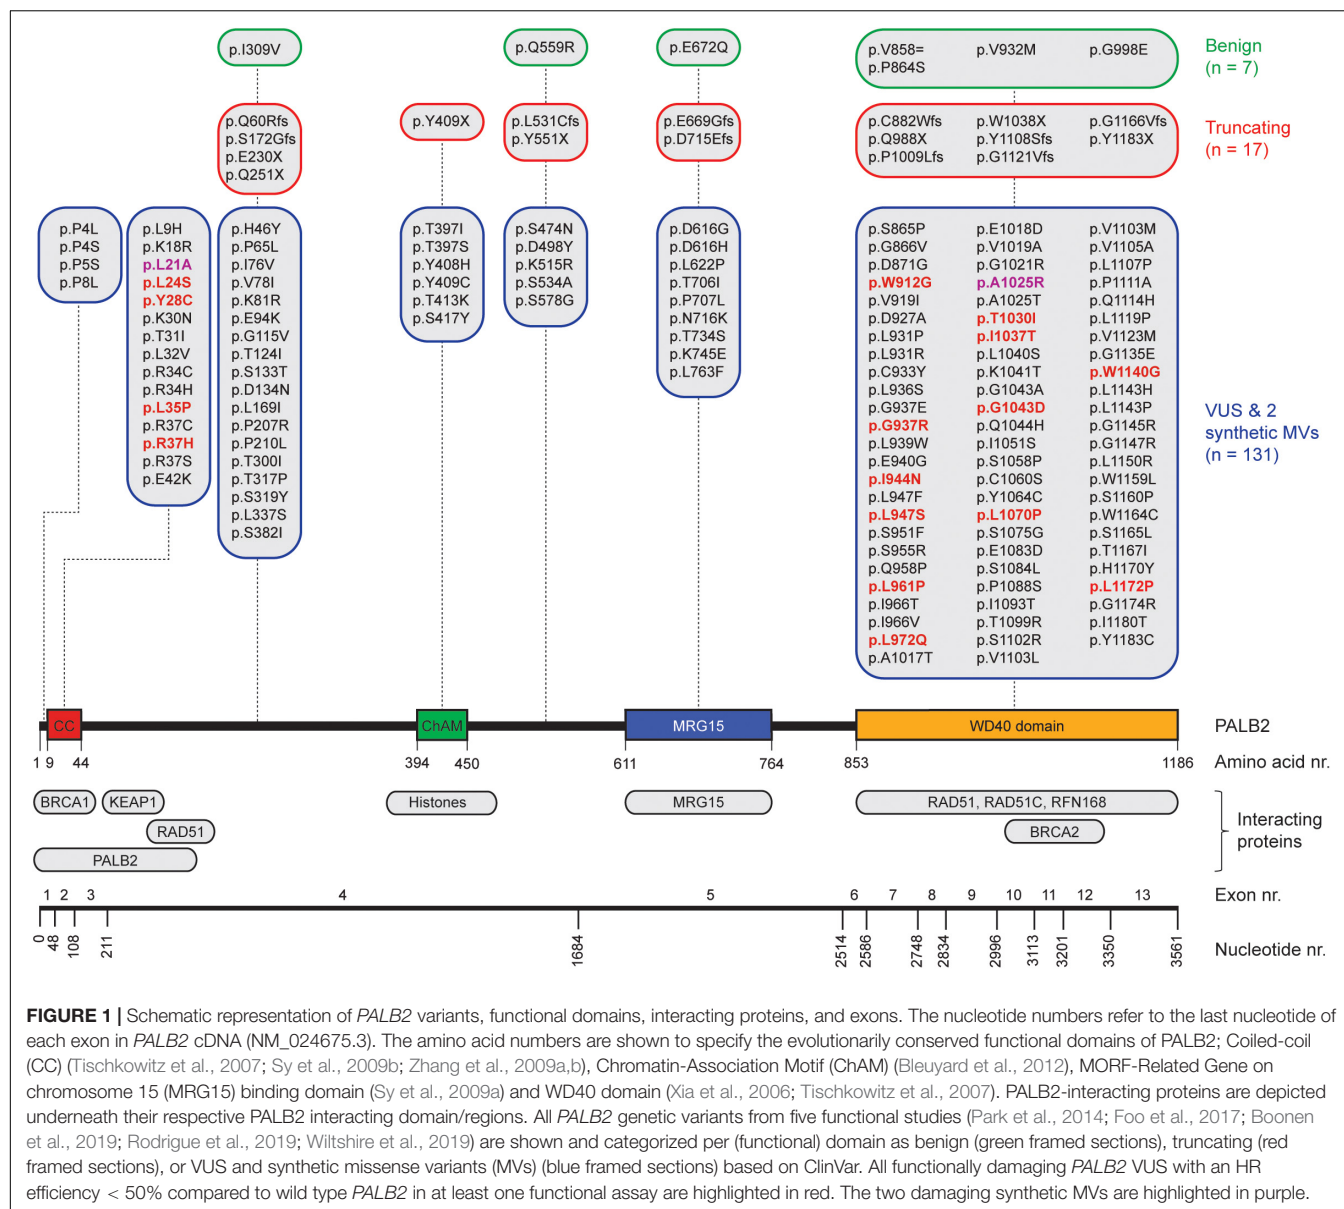 p.I309V
p.Q559R
p.E672Q
p.V858= p.V932M p.G998E
p.P864S
Benign
(n = 7)
p.Q60Rfs
p.S172Gfs
p.E230X
p.Q251X
p.Y409X
p.L531Cfs
p.Y551X
p.E669Gfs
p.D715Efs
p.C882Wfs p.W1038X p.G1166Vfs
p.Q988X p.Y1108Sfs p.Y1183X
p.P1009Lfs p.G1121Vfs
Truncating
(n = 17)
p.P4L
p.P4S
p.P5S
p.P8L
p.L9H
p.K18R
p.L21A
p.L24S
p.Y28C
p.K30N
p.T31I
p.L32V
p.R34C
p.R34H
p.L35P
p.R37C
p.R37H
p.R37S
p.E42K
p.H46Y
p.P65L
p.I76V
p.V78I
p.K81R
p.E94K
p.G115V
p.T124I
p.S133T
p.D134N
p.L169I
p.P207R
p.P210L
p.T300I
p.T317P
p.S319Y
p.L337S
p.S382I
p.T397I
p.T397S
p.Y408H
p.Y409C
p.T413K
p.S417Y
p.S474N
p.D498Y
p.K515R
p.S534A
p.S578G
p.D616G
p.D616H
p.L622P
p.T706I
p.P707L
p.N716K
p.T734S
p.K745E
p.L763F
p.S865P
p.G866V
p.D871G
p.W912G
p.V919I
p.D927A
p.L931P
p.L931R
p.C933Y
p.L936S
p.G937E
p.G937R
p.L939W
p.E940G
p.I944N
p.L947F
p.L947S
p.S951F
p.S955R
p.Q958P
p.L961P
p.I966T
p.I966V
p.L972Q
p.A1017T
p.E1018D
p.V1019A
p.G1021R
p.A1025R
p.A1025T
p.T1030I
p.I1037T
p.L1040S
p.K1041T
p.G1043A
p.G1043D
p.Q1044H
p.I1051S
p.S1058P
p.C1060S
p.Y1064C
p.L1070P
p.S1075G
p.E1083D
p.S1084L
p.P1088S
p.I1093T
p.T1099R
p.S1102R
p.V1103L
p.V1103M
p.V1105A
p.L1107P
p.P1111A
p.Q1114H
p.L1119P
p.V1123M
p.G1135E
p.W1140G
p.L1143H
p.L1143P
p.G1145R
p.G1147R
p.L1150R
p.W1159L
p.S1160P
p.W1164C
p.S1165L
p.T1167I
p.H1170Y
p.L1172P
p.G1174R
p.I1180T
p.Y1183C
VUS & 2
synthetic MVs
(n = 131)
CC ChAM MRG15 WD40 domain PALB2
1 9 44 394 450 611 764 853 1186 Amino acid nr.
BRCA1 KEAP1 Histones MRG15 RAD51, RAD51C, RFN168
RAD51 BRCA2
PALB2
Interacting
proteins
1 2 3 4 5 6 7 8 9 10 11 12 13 Exon nr.
0 48 108 211 1684 2514 2586 2748 2834 2996 3113 3201 3350 3561 Nucleotide nr.
FIGURE 1 | Schematic representation of PALB2 variants, functional domains, interacting proteins, and exons. The nucleotide numbers refer to the last nucleotide of
each exon in PALB2 cDNA (NM_024675.3). The amino acid numbers are shown to specify the evolutionarily conserved functional domains of PALB2; Coiled-coil
(CC) (Tischkowitz et al., 2007; Sy et al., 2009b; Zhang et al., 2009a,b), Chromatin-Association Motif (ChAM) (Bleuyard et al., 2012), MORF-Related Gene on
chromosome 15 (MRG15) binding domain (Sy et al., 2009a) and WD40 domain (Xia et al., 2006; Tischkowitz et al., 2007). PALB2-interacting proteins are depicted
underneath their respective PALB2 interacting domain/regions. All PALB2 genetic variants from five functional studies (Park et al., 2014; Foo et al., 2017; Boonen
et al., 2019; Rodrigue et al., 2019; Wiltshire et al., 2019) are shown and categorized per (functional) domain as benign (green framed sections), truncating (red
framed sections), or VUS and synthetic missense variants (MVs) (blue framed sections) based on ClinVar. All functionally damaging PALB2 VUS with an HR
efficiency < 50% compared to wild type PALB2 in at least one functional assay are highlighted in red. The two damaging synthetic MVs are highlighted in purple.